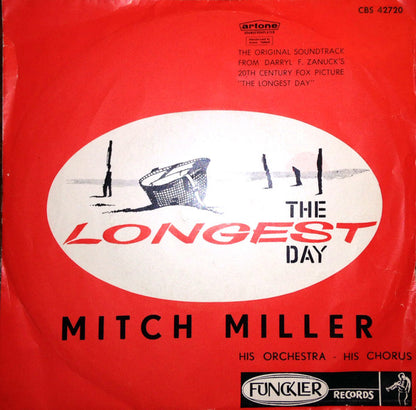 CBS 42720
artone
THE ORIGINAL SOUNDTRACK
FROM DARRYL F. ZANUCK'S
20TH CENTURY FOX PICTURE
"THE LONGEST DAY"
THE
LONGEST
DAY
MITCH MILLER
HIS ORCHESTRA - HIS CHORUS
FUNCKLER
RECORDS